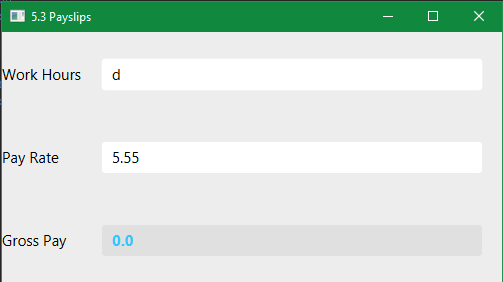 5.3 Payslips
Work Hours d
Pay Rate 5.55
Gross Pay 0.0